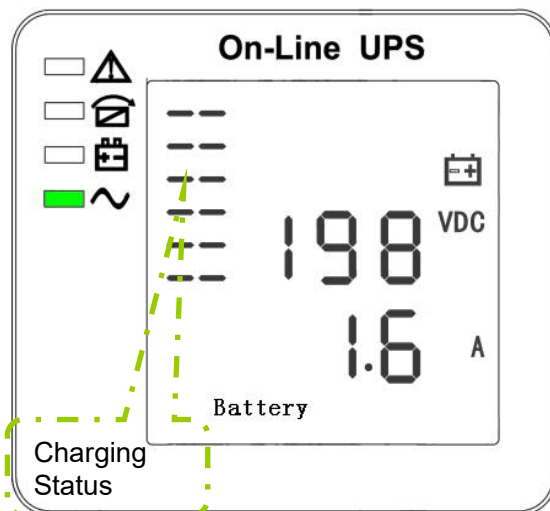 On-Line UPS
198 VDC
1.6 A
Battery
Charging
Status